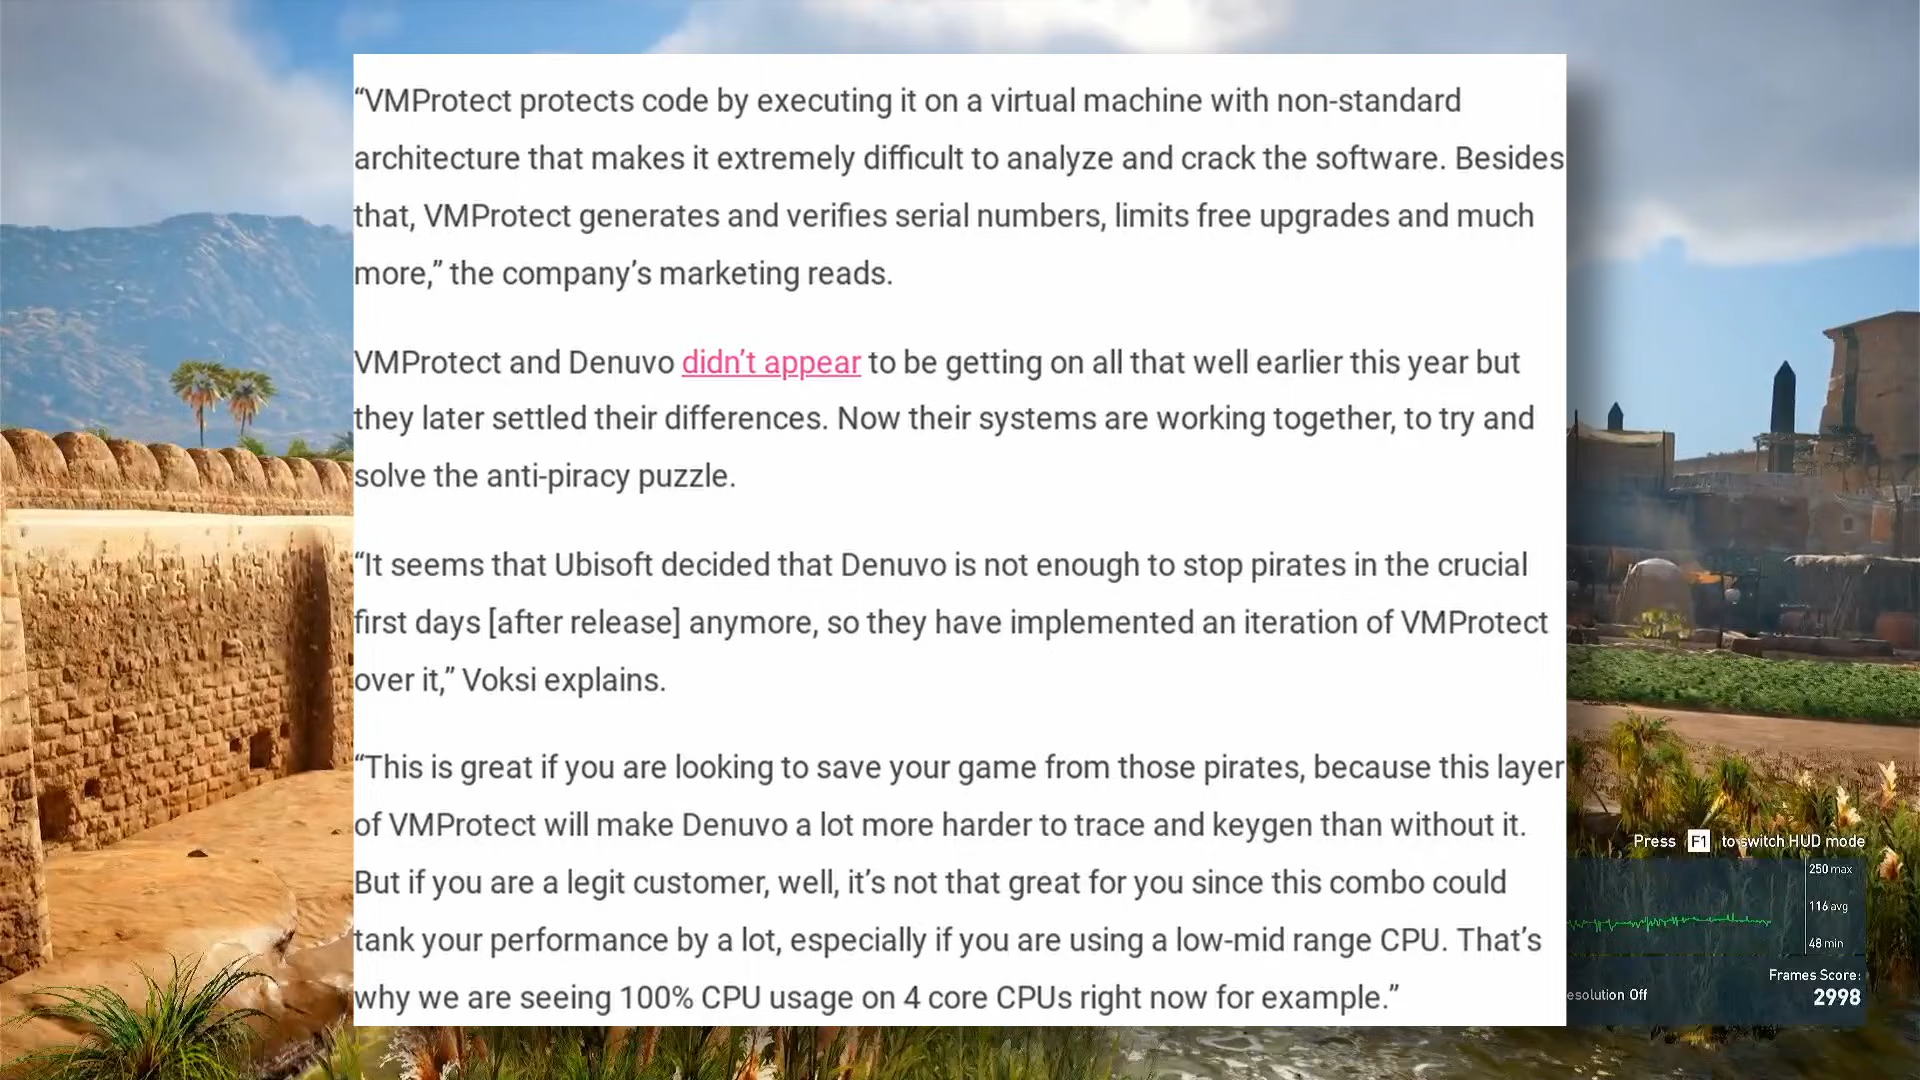 “VMProtect protects code by executing it on a virtual machine with non-standard
architecture that makes it extremely difficult to analyze and crack the software. Besides
that, VMProtect generates and verifies serial numbers, limits free upgrades and much
more,” the company’s marketing reads.
VMProtect and Denuvo didn’t appear to be getting on all that well earlier this year but
they later settled their differences. Now their systems are working together, to try and
solve the anti-piracy puzzle.
“It seems that Ubisoft decided that Denuvo is not enough to stop pirates in the crucial
first days [after release] anymore, so they have implemented an iteration of VMProtect
over it,” Voksi explains.
“This is great if you are looking to save your game from those pirates, because this layer
of VMProtect will make Denuvo a lot more harder to trace and keygen than without it.
But if you are a legit customer, well, it’s not that great for you since this combo could
tank your performance by a lot, especially if you are using a low-mid range CPU. That’s
why we are seeing 100% CPU usage on 4 core CPUs right now for example.”
Press F1 to switch HUD mode
250 max
116 avg
48 min
Frames Score:
esolution Off
2998